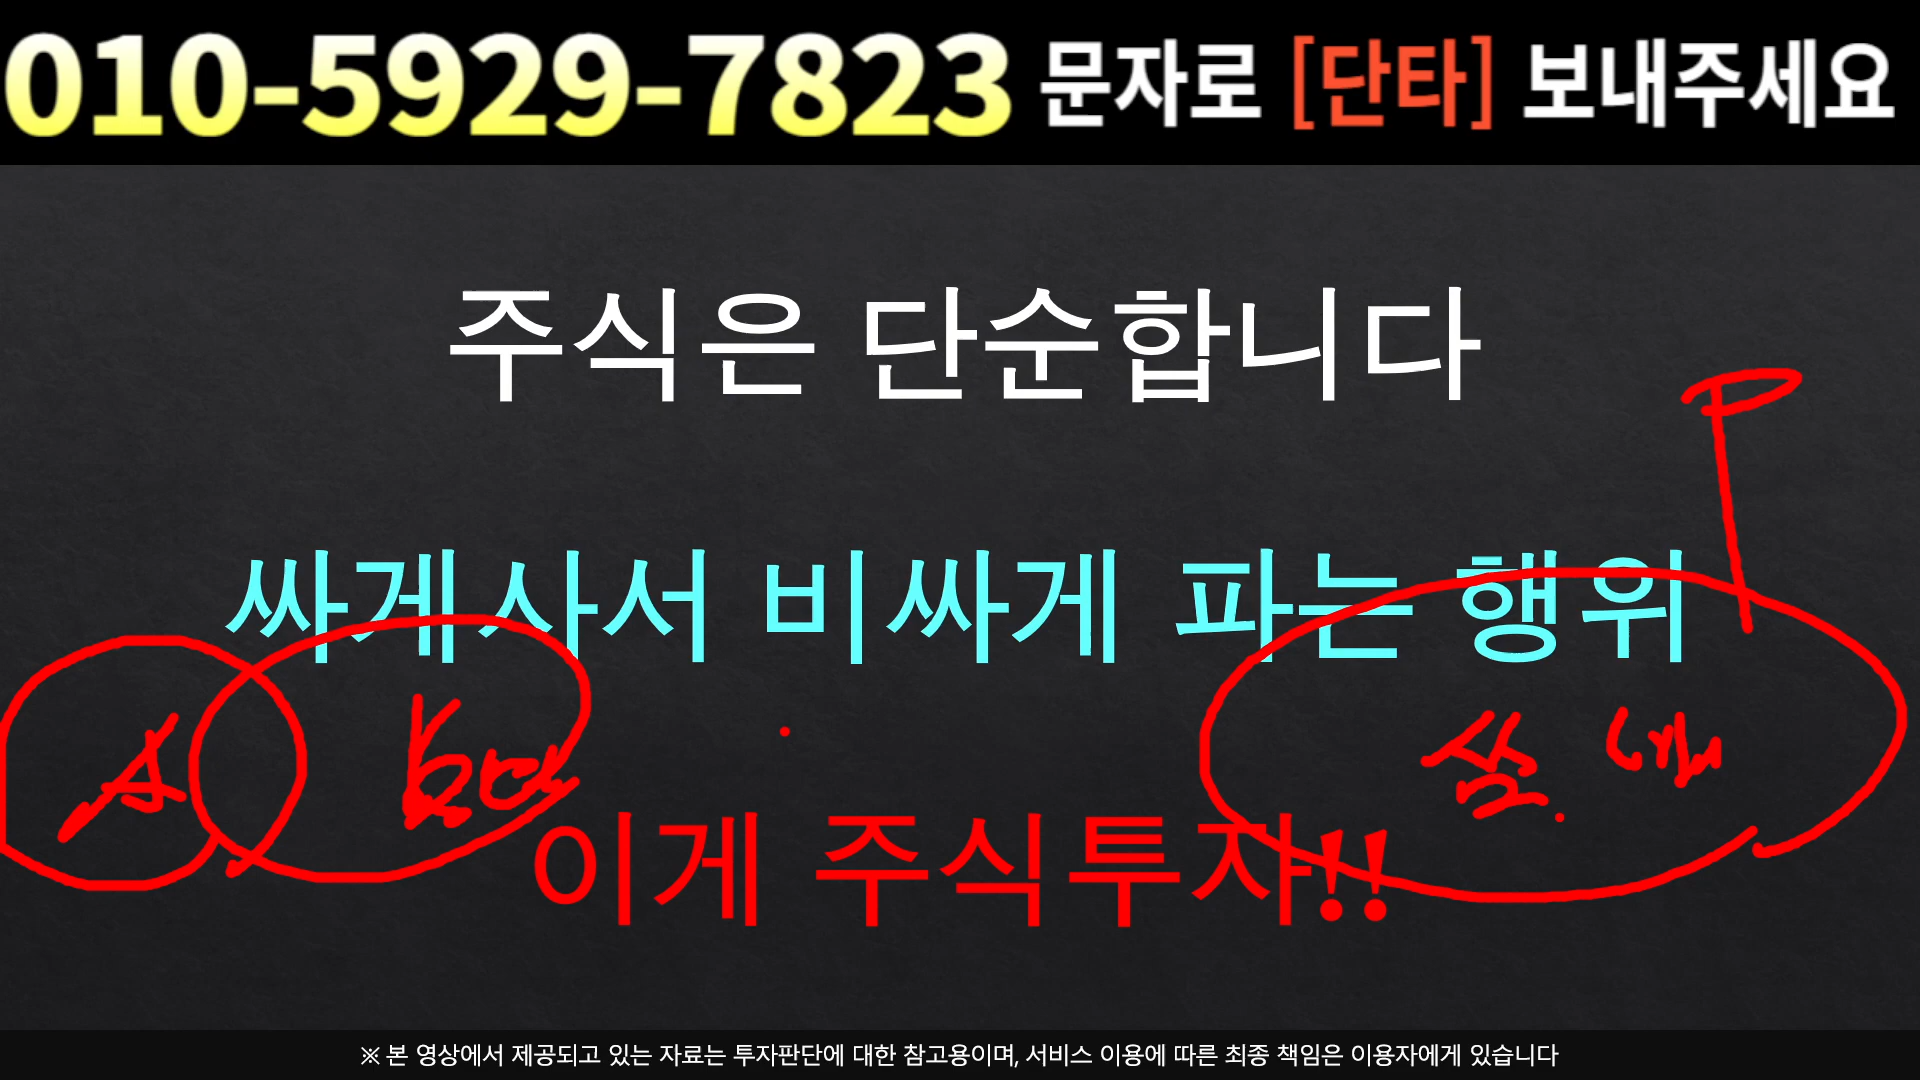 010-5929-7823 문자로 [단타] 보내주세요
주식은 단순합니다
싸게사서 비싸게 파는 행위
이게 주식투자!!
※ 본 영상에서 제공되고 있는 자료는 투자판단에 대한 참고용이며, 서비스 이용에 따른 최종 책임은 이용자에게 있습니다